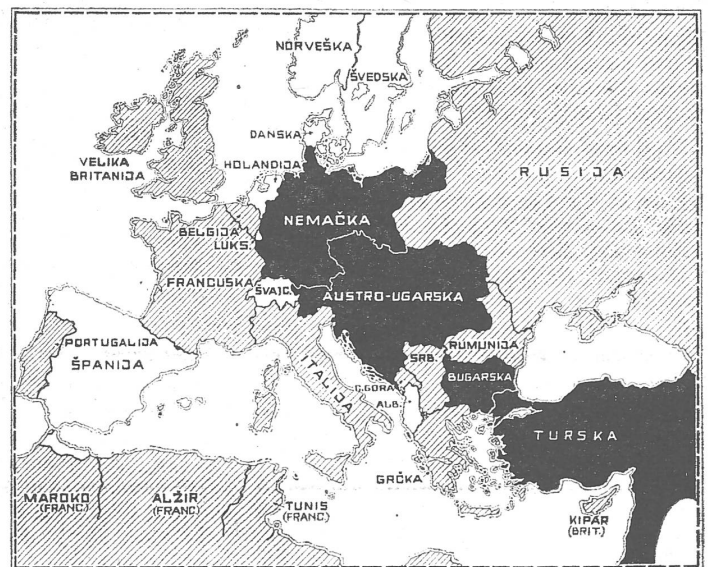 NORVEŠKA
ŠVEDSKA
DANSKA
HOLANDIJA
VELIKA
BRITANIJA
RUSIJA
NEMAČKA
BELGIJA
LUKS.
FRANCUSKA
ŠVAJC.
AUSTRO-UGARSKA
PORTUGALIJA
ŠPANIJA
ITALIJA
RUMUNIJA
SRB.
BUGARSKA
C.GORA
ALB.
TURSKA
GRČKA
MAROKO
(FRANC.)
ALŽIR
(FRANC.)
TUNIS
(FRANC.)
KIPAR
(BRIT.)